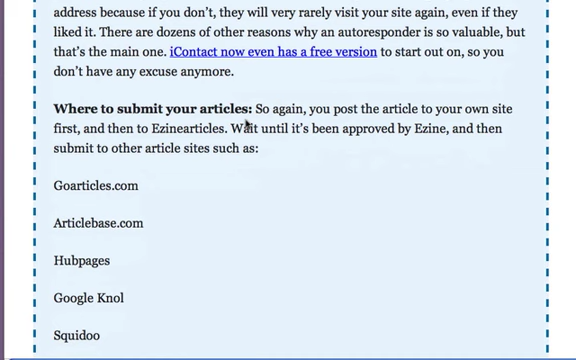 address because if you don’t, they will very rarely visit your site again, even if they
liked it. There are dozens of other reasons why an autoresponder is so valuable, but
that’s the main one. iContact now even has a free version to start out on, so you
don’t have any excuse anymore.
Where to submit your articles: So again, you post the article to your own site
first, and then to Ezinearticles. Wait until it’s been approved by Ezine, and then
submit to other article sites such as:
Goarticles.com
Articlebase.com
Hubpages
Google Knol
Squidoo